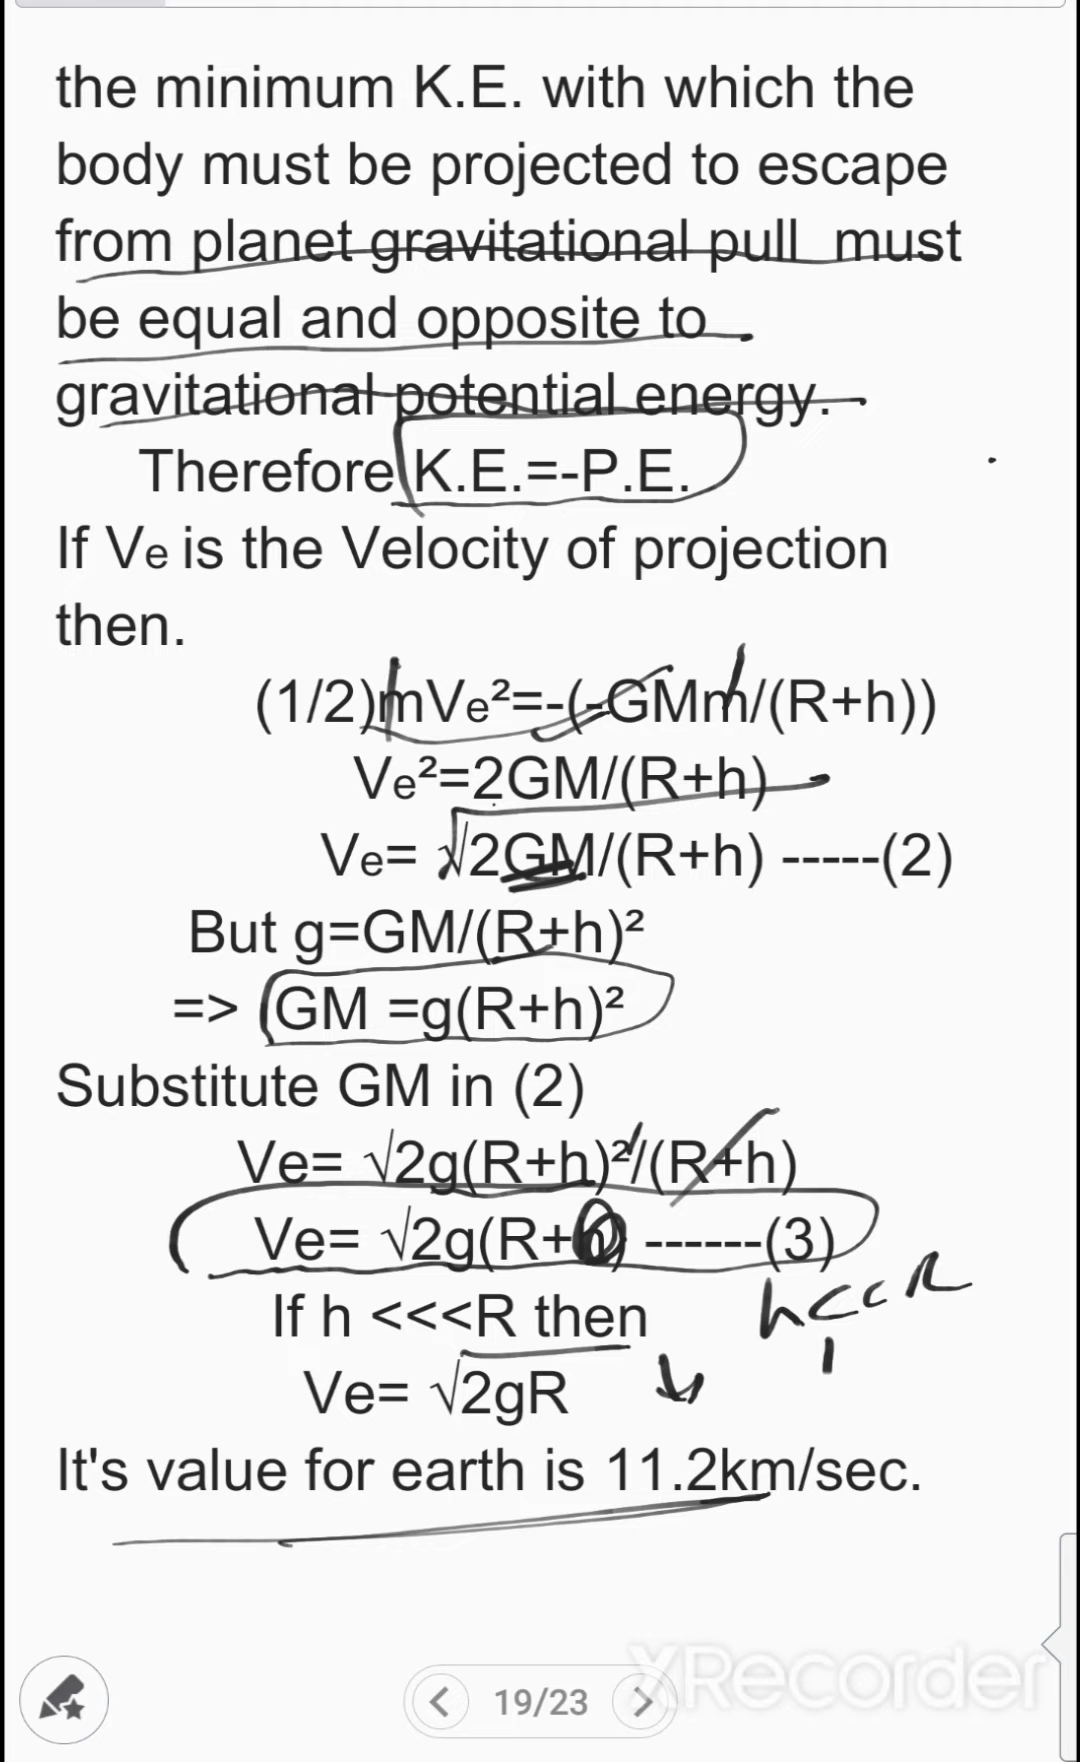 the minimum K.E. with which the
body must be projected to escape
from planet gravitational pull must
be equal and opposite to
gravitational potential energy.
Therefore K.E.=-P.E.
If Ve is the Velocity of projection
then.
(1/2)mVe²=-(-GMm/(R+h))
Ve²=2GM/(R+h)
Ve= √2GM/(R+h) -----(2)
But g=GM/(R+h)²
=> GM =g(R+h)²
Substitute GM in (2)
Ve= √2g(R+h)²/(R+h)
Ve= √2g(R+h) ------(3)
h<<R
If h <<<R then
Ve= √2gR
It's value for earth is 11.2km/sec.
XRecorder
19/23